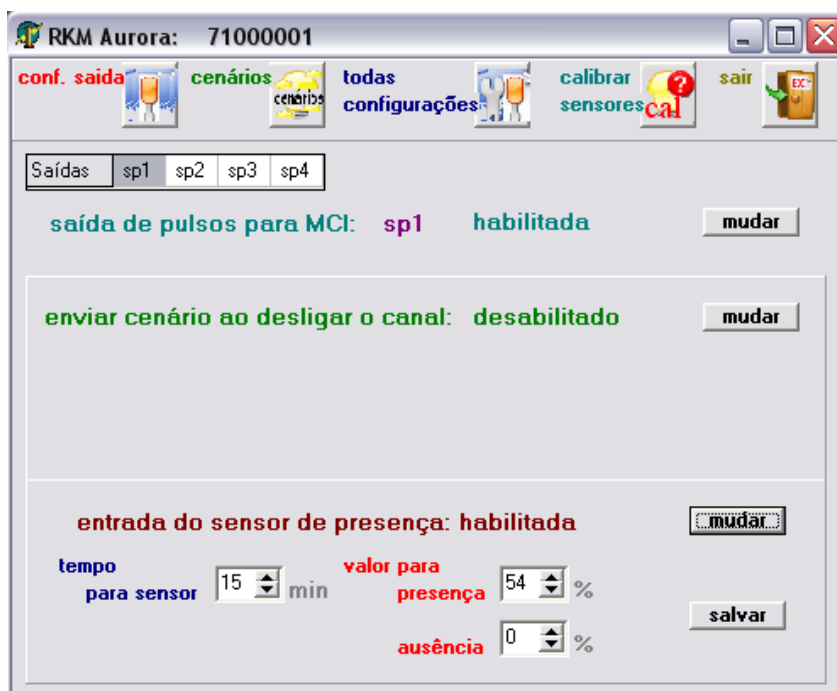 RKM Aurora: 71000001
conf. saida cenários todas configurações calibrar sensores sair
cenários cal EXIT
Saídas sp1 sp2 sp3 sp4
saída de pulsos para MCI: sp1 habilitada mudar
enviar cenário ao desligar o canal: desabilitado mudar
entrada do sensor de presença: habilitada mudar
tempo para sensor 15 min valor para presença 54 %
ausência 0 % salvar